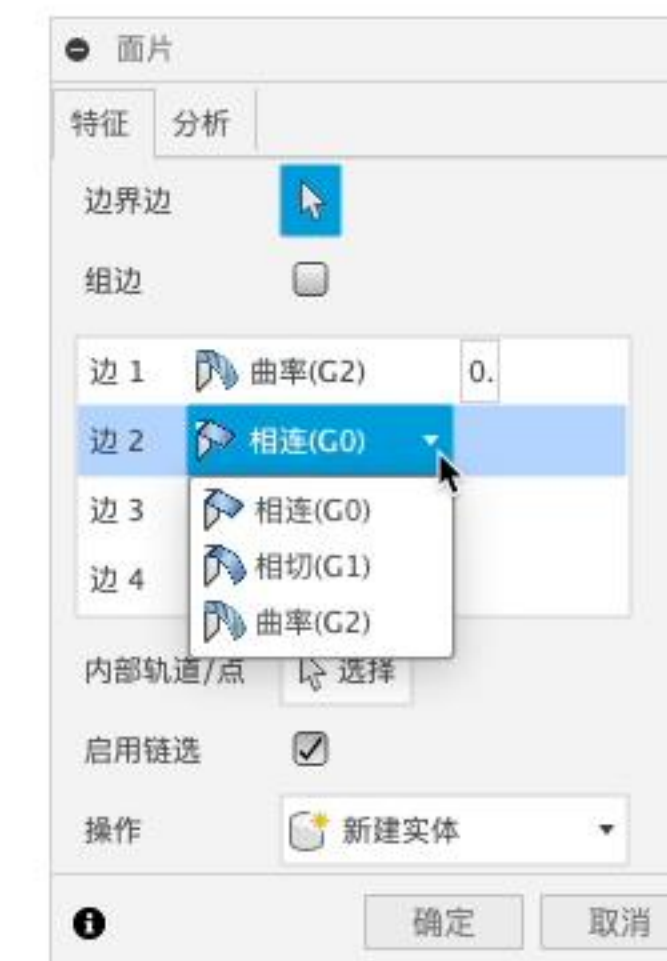 面片
特征 分析
边界边
组边
边 1 曲率(G2) 0.
边 2 相连(G0)
边 3 相连(G0)
相切(G1)
边 4
曲率(G2)
内部轨道/点 选择
启用链选
操作 新建实体
确定 取消